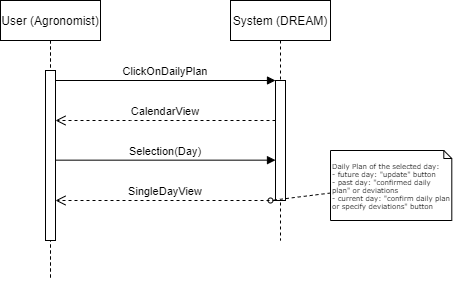 User (Agronomist)
System (DREAM)
ClickOnDailyPlan
CalendarView
Selection(Day)
SingleDayView
Daily Plan of the selected day:
- future day: "update" button
- past day: "confirmed daily
plan" or deviations
- current day: "confirm daily plan
or specify deviations" button